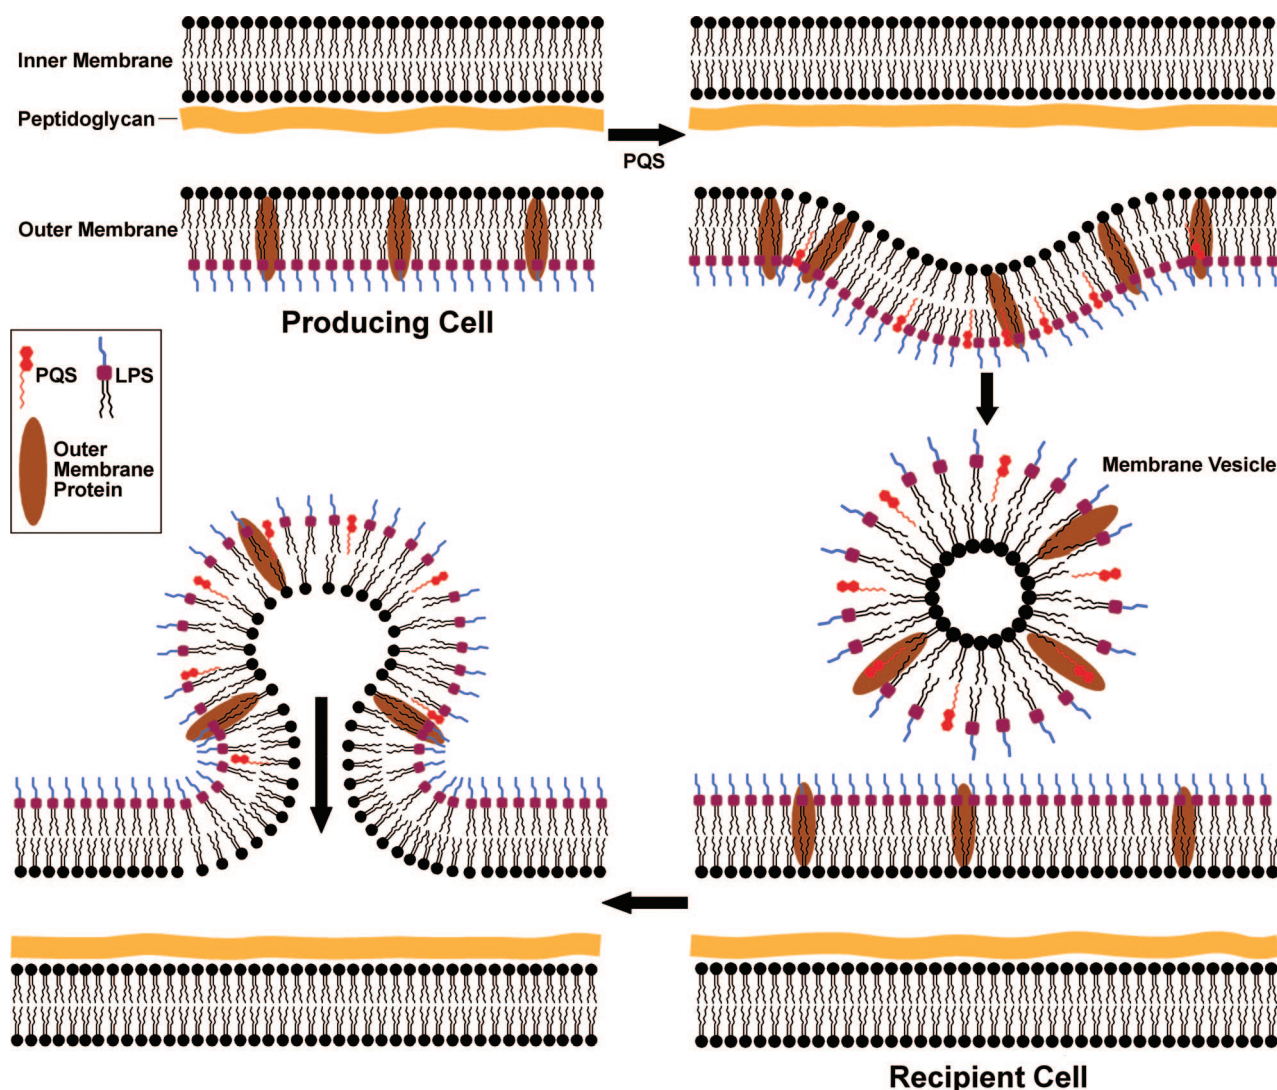 Inner Membrane
Peptidoglycan
PQS
Outer Membrane
Producing Cell
PQS
LPS
Outer
Membrane
Protein
Membrane Vesicle
Recipient Cell